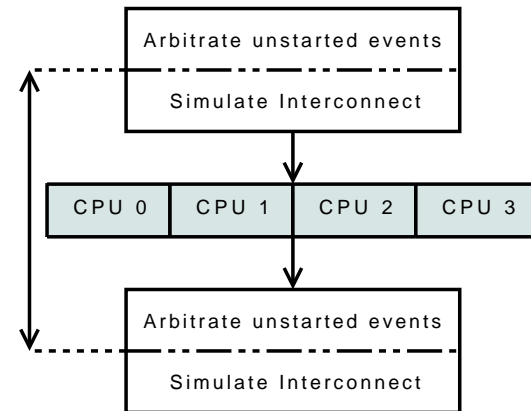 Arbitrate unstarted events
Simulate Interconnect
CPU 0 CPU 1 CPU 2 CPU 3
Arbitrate unstarted events
Simulate Interconnect